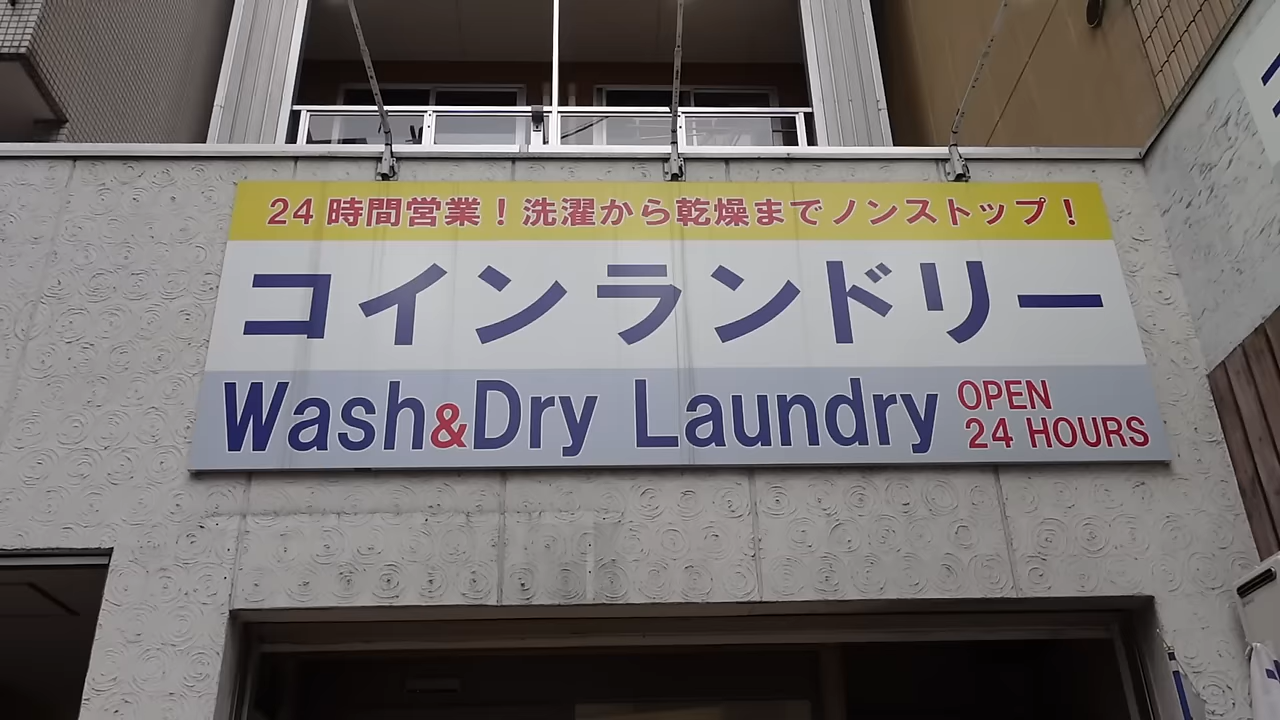 24時間営業！洗濯から乾燥までノンストップ！
コインランドリー
Wash&Dry Laundry
OPEN
24 HOURS